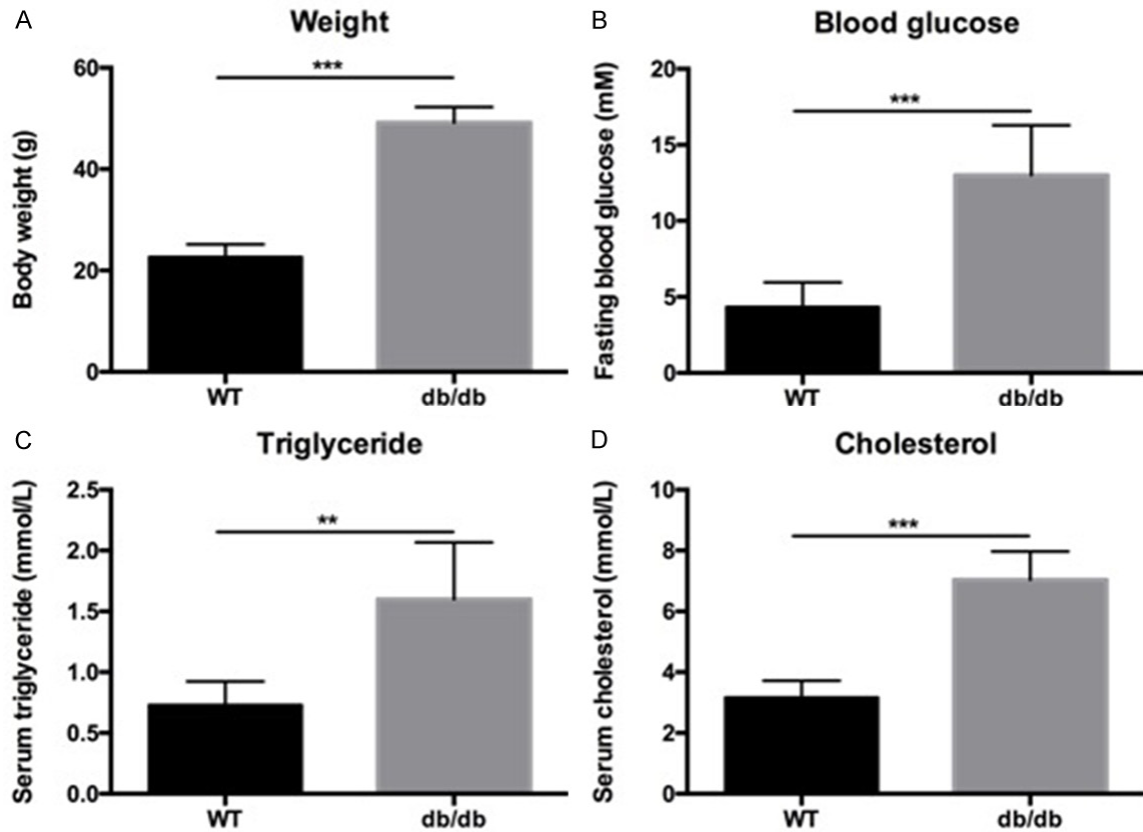 A
Weight
Body weight (g)
60
40
20
0
***
WT
db/db
B
Blood glucose
Fasting blood glucose (mM)
20
15
10
5
0
***
WT
db/db
C
Triglyceride
Serum triglyceride (mmol/L)
2.5
2.0
1.5
1.0
0.5
0.0
**
WT
db/db
D
Cholesterol
Serum cholesterol (mmol/L)
10
8
6
4
2
0
***
WT
db/db